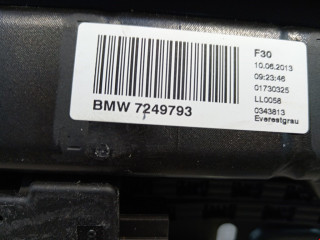 F30
10.06.2013
09:23:46
01730325
LL0058
0343813
Everestgrau
BMW 7249793